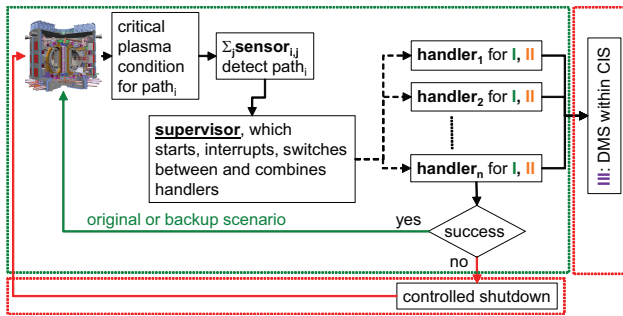 critical
plasma
condition
for path_i
Σ_j sensor_i,j
detect path_i
supervisor, which
starts, interrupts, switches
between and combines
handlers
handler_1 for I, II
handler_2 for I, II
handler_n for I, II
III: DMS within CIS
original or backup scenario
yes
success
no
controlled shutdown